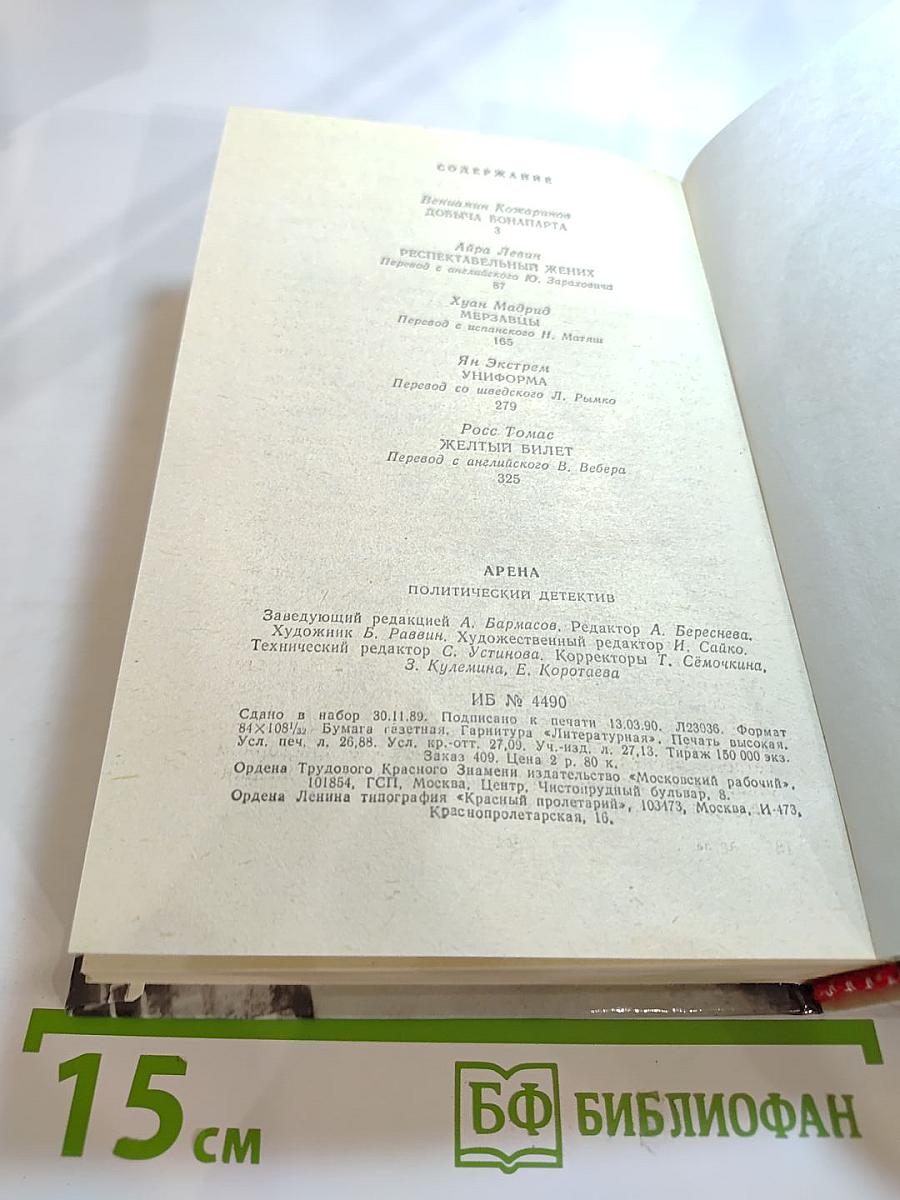 СОДЕРЖАНИЕ
Вениамин Кожаринов
ДОБЫЧА БОНАПАРТА
3
Айра Левин
РЕСПЕКТАБЕЛЬНЫЙ ЖЕНИХ
Перевод с английского Ю. Зараховича
87
Хуан Мадрид
МЕРЗАВЦЫ
Перевод с испанского Н. Матяш
165
Ян Экстрем
УНИФОРМА
Перевод со шведского Л. Рымко
279
Росс Томас
ЖЕЛТЫЙ БИЛЕТ
Перевод с английского В. Вебера
325
АРЕНА
ПОЛИТИЧЕСКИЙ ДЕТЕКТИВ
Заведующий редакцией А. Бармасов. Редактор А. Береснева.
Художник Б. Раввин. Художественный редактор И. Сайко.
Технический редактор С. Устинова. Корректоры Т. Сёмочкина,
З. Кулемина, Е. Коротаева
ИБ № 4490
Сдано в набор 30.11.89. Подписано к печати 13.03.90. Л23036. Формат
84×108¹/₃₂ Бумага газетная. Гарнитура «Литературная». Печать высокая.
Усл. печ. л. 26,88. Усл. кр.-отт. 27,09. Уч.-изд. л. 27,13. Тираж 150 000 экз.
Заказ 409. Цена 2 р. 80 к.
Ордена Трудового Красного Знамени издательство «Московский рабочий»,
101854, ГСП, Москва, Центр, Чистопрудный бульвар, 8.
Ордена Ленина типография «Красный пролетарий», 103473, Москва, И-473,
Краснопролетарская, 16.
15 см
БФ БИБЛИОФАН